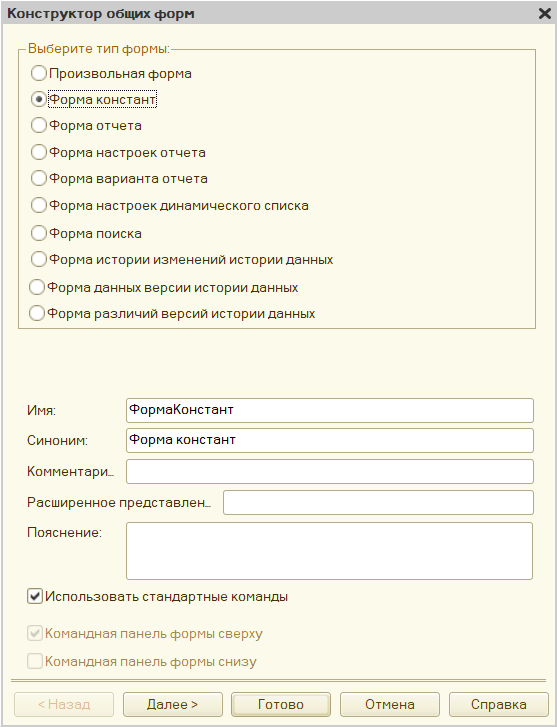 Конструктор общих форм
Выберите тип формы:
Произвольная форма
Форма констант
Форма отчета
Форма настроек отчета
Форма варианта отчета
Форма настроек динамического списка
Форма поиска
Форма истории изменений истории данных
Форма данных версии истории данных
Форма различий версий истории данных
Имя: ФормаКонстант
Синоним: Форма констант
Комментари...
Расширенное представлен...
Пояснение:
Использовать стандартные команды
Командная панель формы сверху
Командная панель формы снизу
< Назад Далее > Готово Отмена Справка